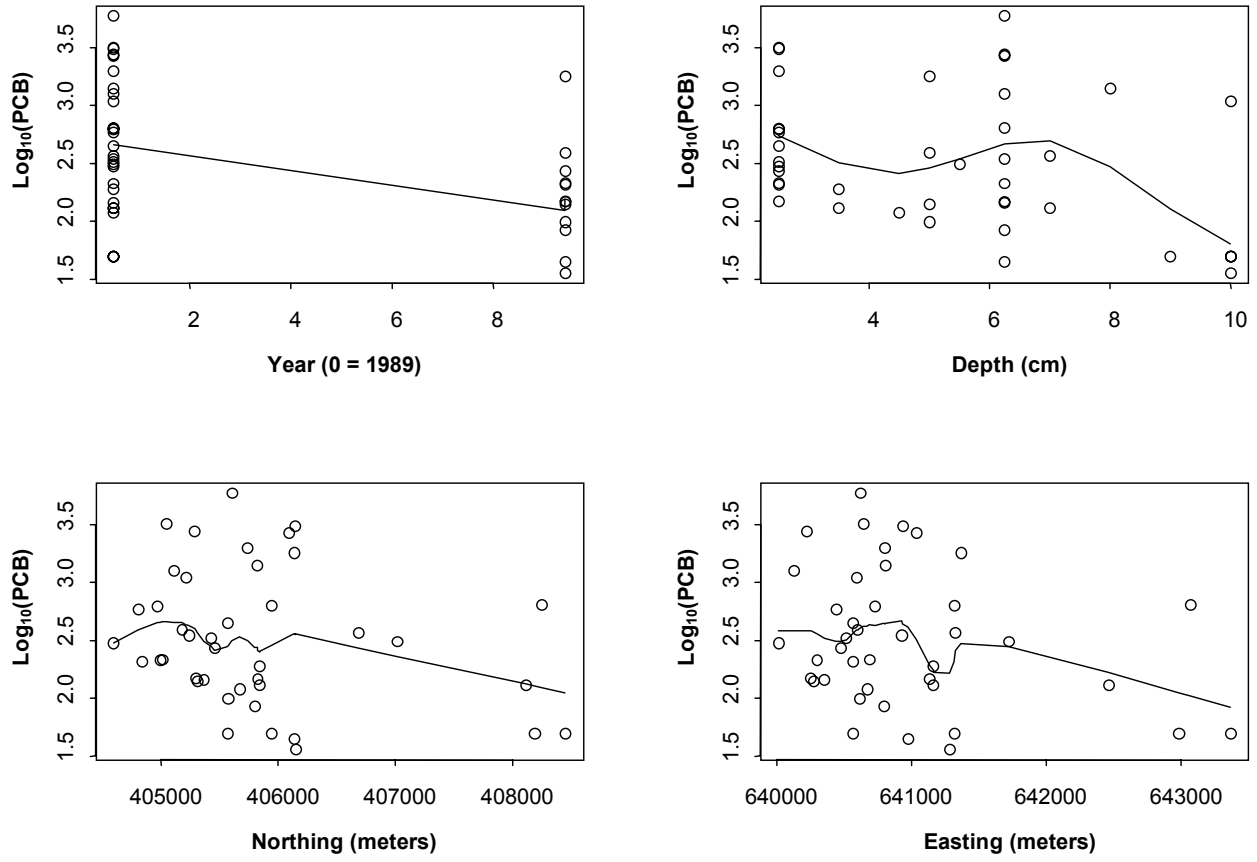 Log₁₀(PCB)
3.5
3.0
2.5
2.0
1.5
2 4 6 8
Year (0 = 1989)
Log₁₀(PCB)
3.5
3.0
2.5
2.0
1.5
4 6 8 10
Depth (cm)
Log₁₀(PCB)
3.5
3.0
2.5
2.0
1.5
405000 406000 407000 408000
Northing (meters)
Log₁₀(PCB)
3.5
3.0
2.5
2.0
1.5
640000 641000 642000 643000
Easting (meters)